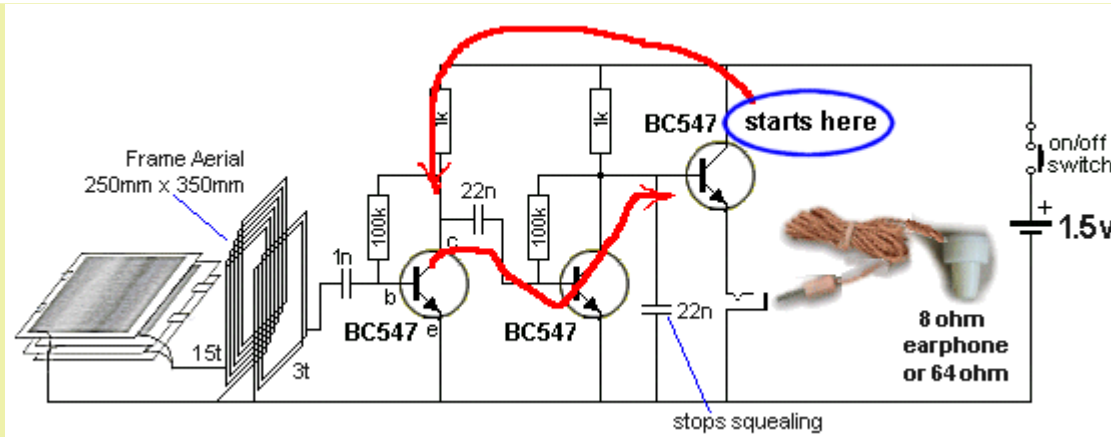 1k
1k
BC547
starts here
on/off
switch
Frame Aerial
250mm x 350mm
22n
100k
100k
+
1.5v
c
1n
b
e
BC547
BC547
22n
8 ohm
earphone
or 64 ohm
15t
3t
stops squealing